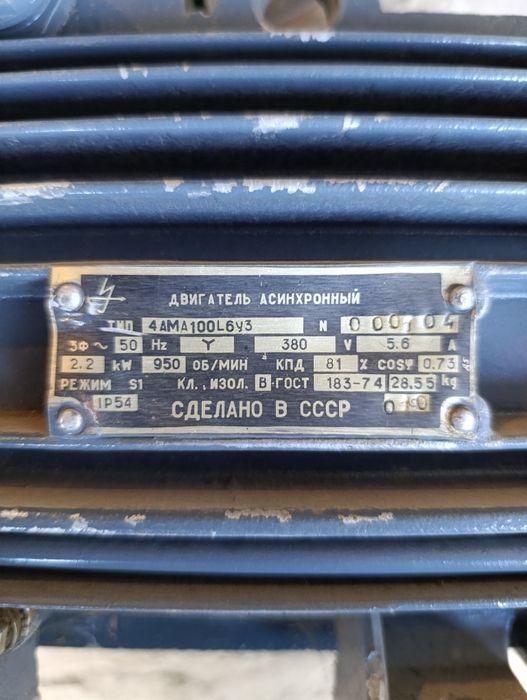 ДВИГАТЕЛЬ АСИНХРОННЫЙ
ТИП 4АМА100L6У3 N 000704
3Ф ~ 50 Hz Y 380 V 5.6 A
2.2 kW 950 ОБ/МИН КПД 81 % COSφ 0.73
РЕЖИМ S1 КЛ. ИЗОЛ. В ГОСТ 183-74 28.55 kg
IP54 СДЕЛАНО В СССР